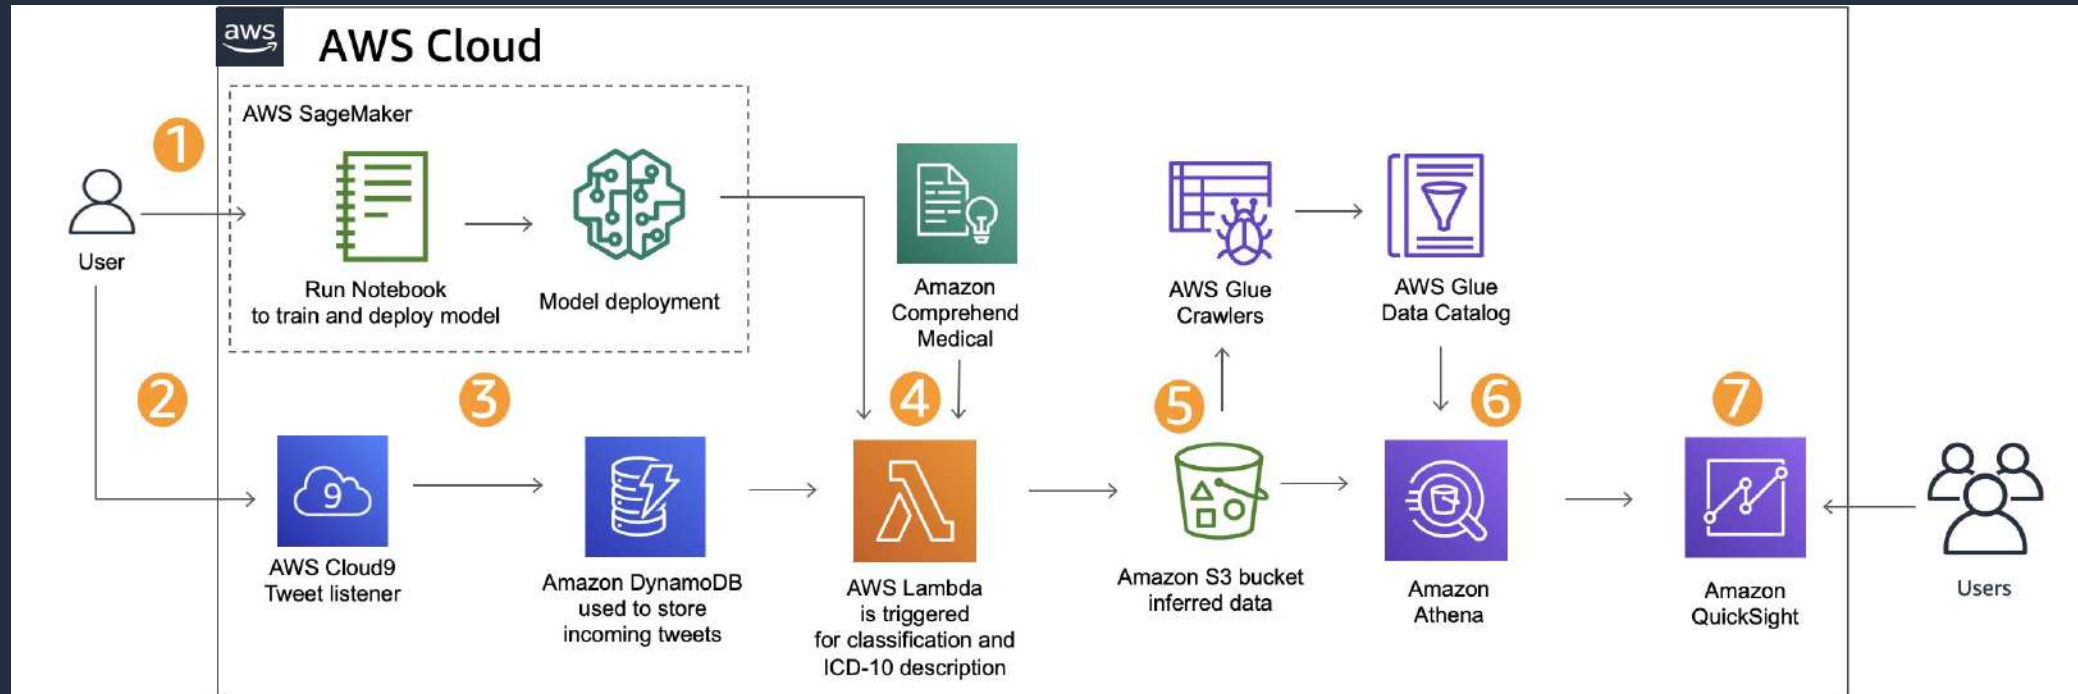 aws
AWS Cloud
AWS SageMaker
1
User
Run Notebook
to train and deploy model
Model deployment
Amazon
Comprehend
Medical
AWS Glue
Crawlers
AWS Glue
Data Catalog
2
3
4
5
6
7
9
AWS Cloud9
Tweet listener
Amazon DynamoDB
used to store
incoming tweets
AWS Lambda
is triggered
for classification and
ICD-10 description
Amazon S3 bucket
inferred data
Amazon
Athena
Amazon
QuickSight
Users